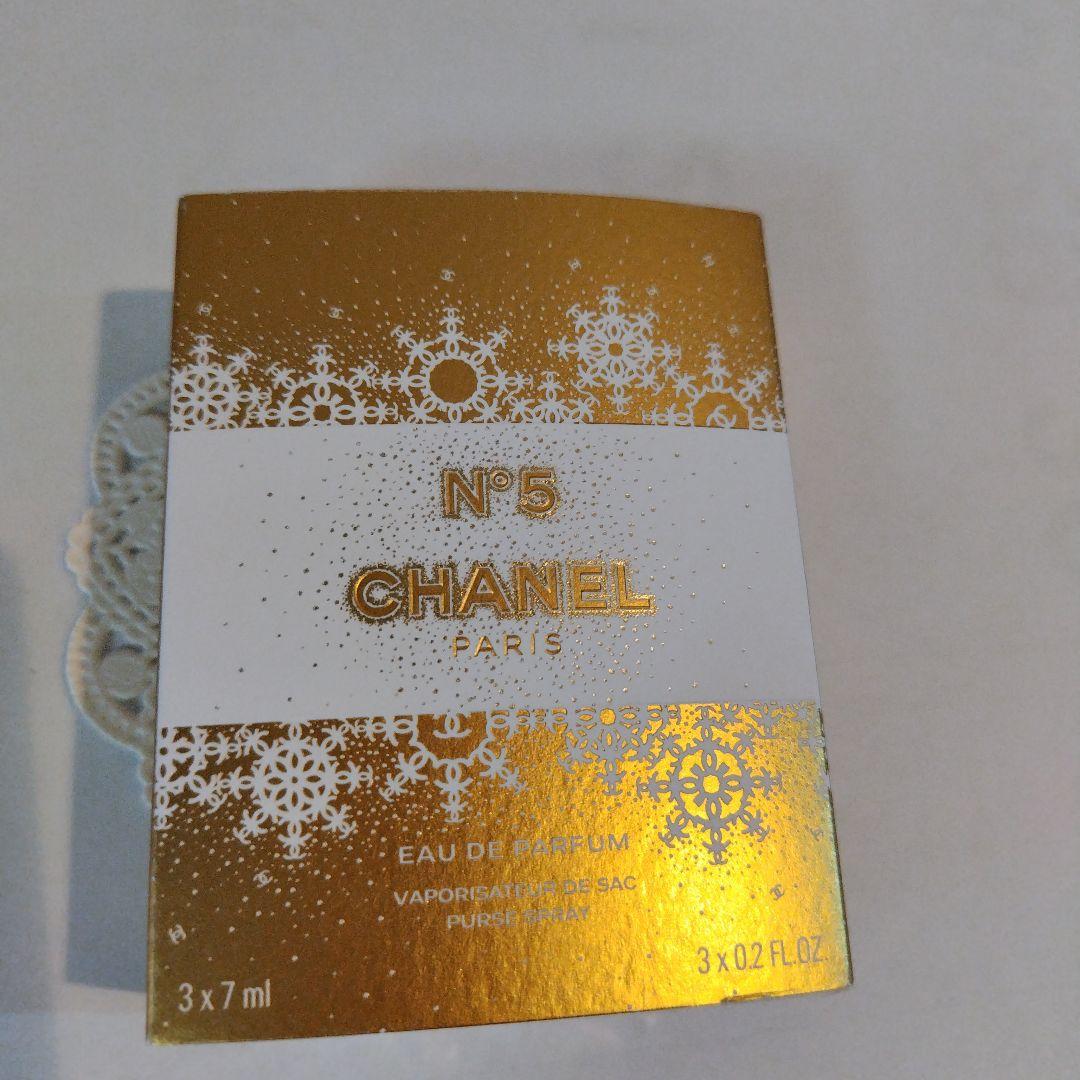 N°5
CHANEL
PARIS
EAU DE PARFUM
VAPORISATEUR DE SAC
PURSE SPRAY
3 x 7 ml
3 x 0.2 FL.OZ.